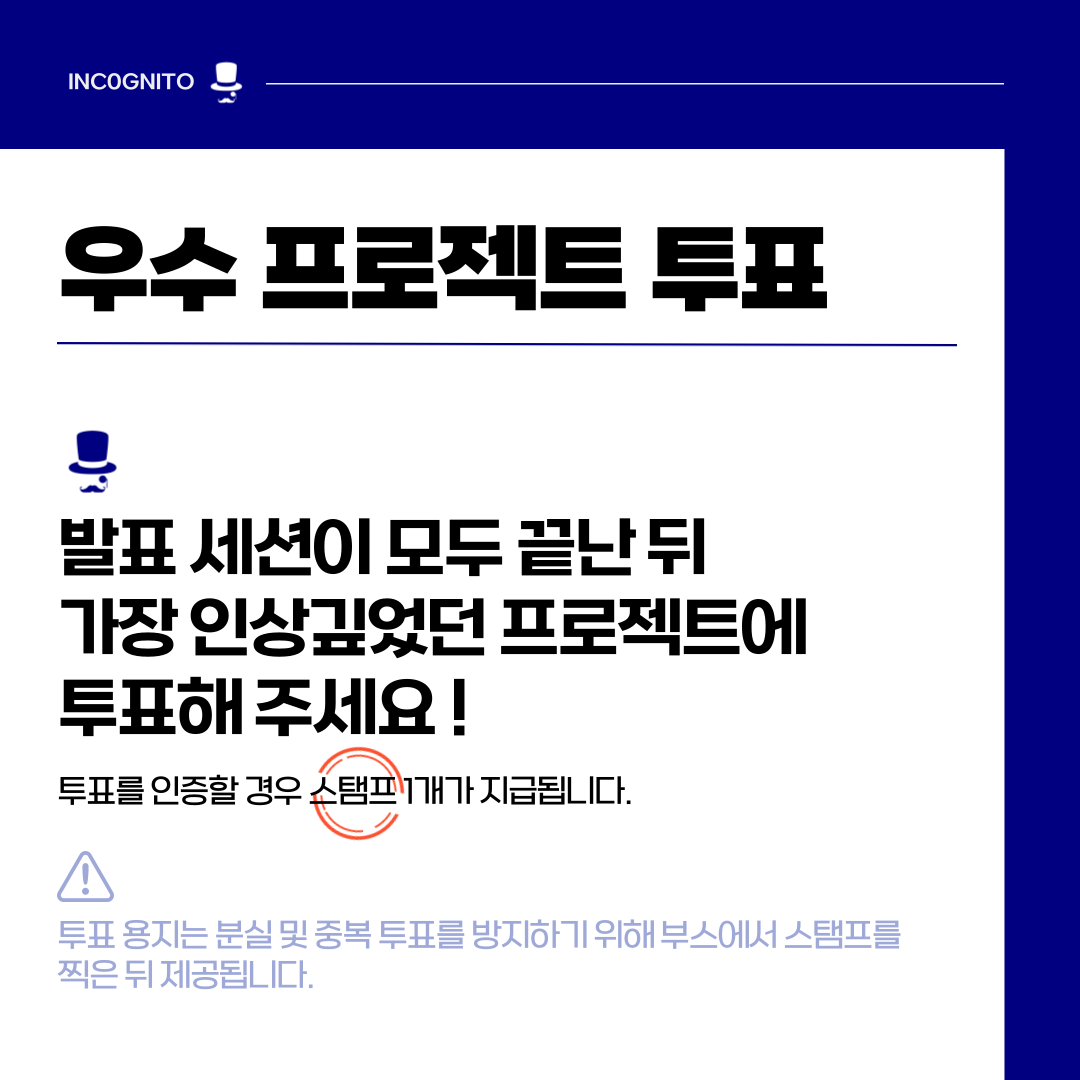 INC0GNITO
우수 프로젝트 투표
발표 세션이 모두 끝난 뒤
가장 인상깊었던 프로젝트에
투표해 주세요 !
투표를 인증할 경우 스탬프 1개가 지급됩니다.
투표 용지는 분실 및 중복 투표를 방지하기 위해 부스에서 스탬프를
찍은 뒤 제공됩니다.